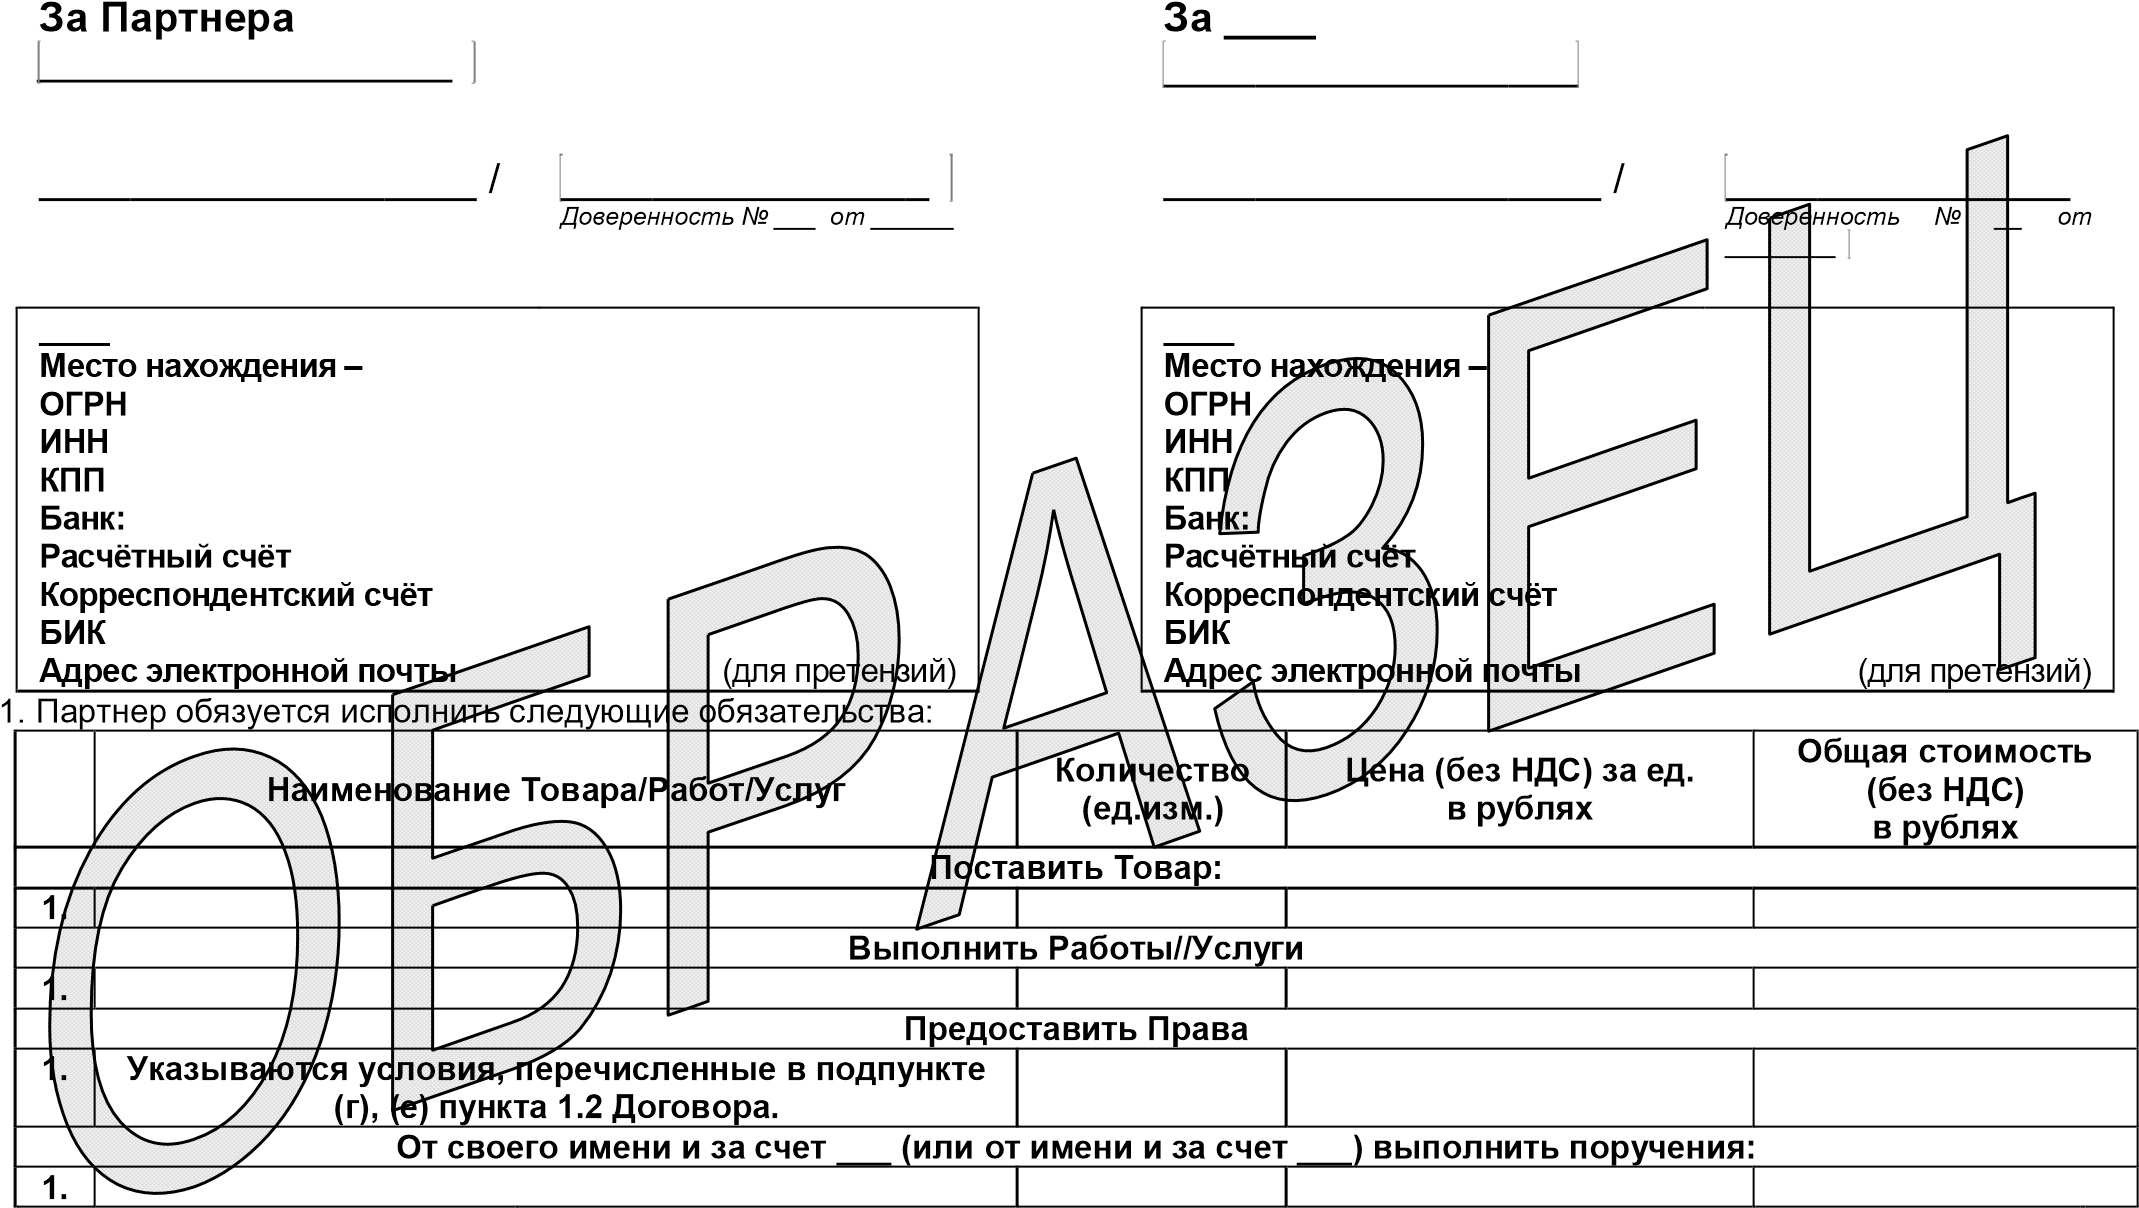 За Партнера
За ____
/
/
Доверенность № ___ от ______
Доверенность № __ от
________
____
Место нахождения –
ОГРН
ИНН
КПП
Банк:
Расчётный счёт
Корреспондентский счёт
БИК
Адрес электронной почты (для претензий)
____
Место нахождения –
ОГРН
ИНН
КПП
Банк:
Расчётный счёт
Корреспондентский счёт
БИК
Адрес электронной почты (для претензий)
1. Партнер обязуется исполнить следующие обязательства:
Наименование Товара/Работ/Услуг
Количество
(ед.изм.)
Цена (без НДС) за ед.
в рублях
Общая стоимость
(без НДС)
в рублях
Поставить Товар:
1.
Выполнить Работы//Услуги
1.
Предоставить Права
1. Указываются условия, перечисленные в подпункте
(г), (е) пункта 1.2 Договора.
От своего имени и за счет ___ (или от имени и за счет ___) выполнить поручения:
1.
ОБРАЗЕЦ